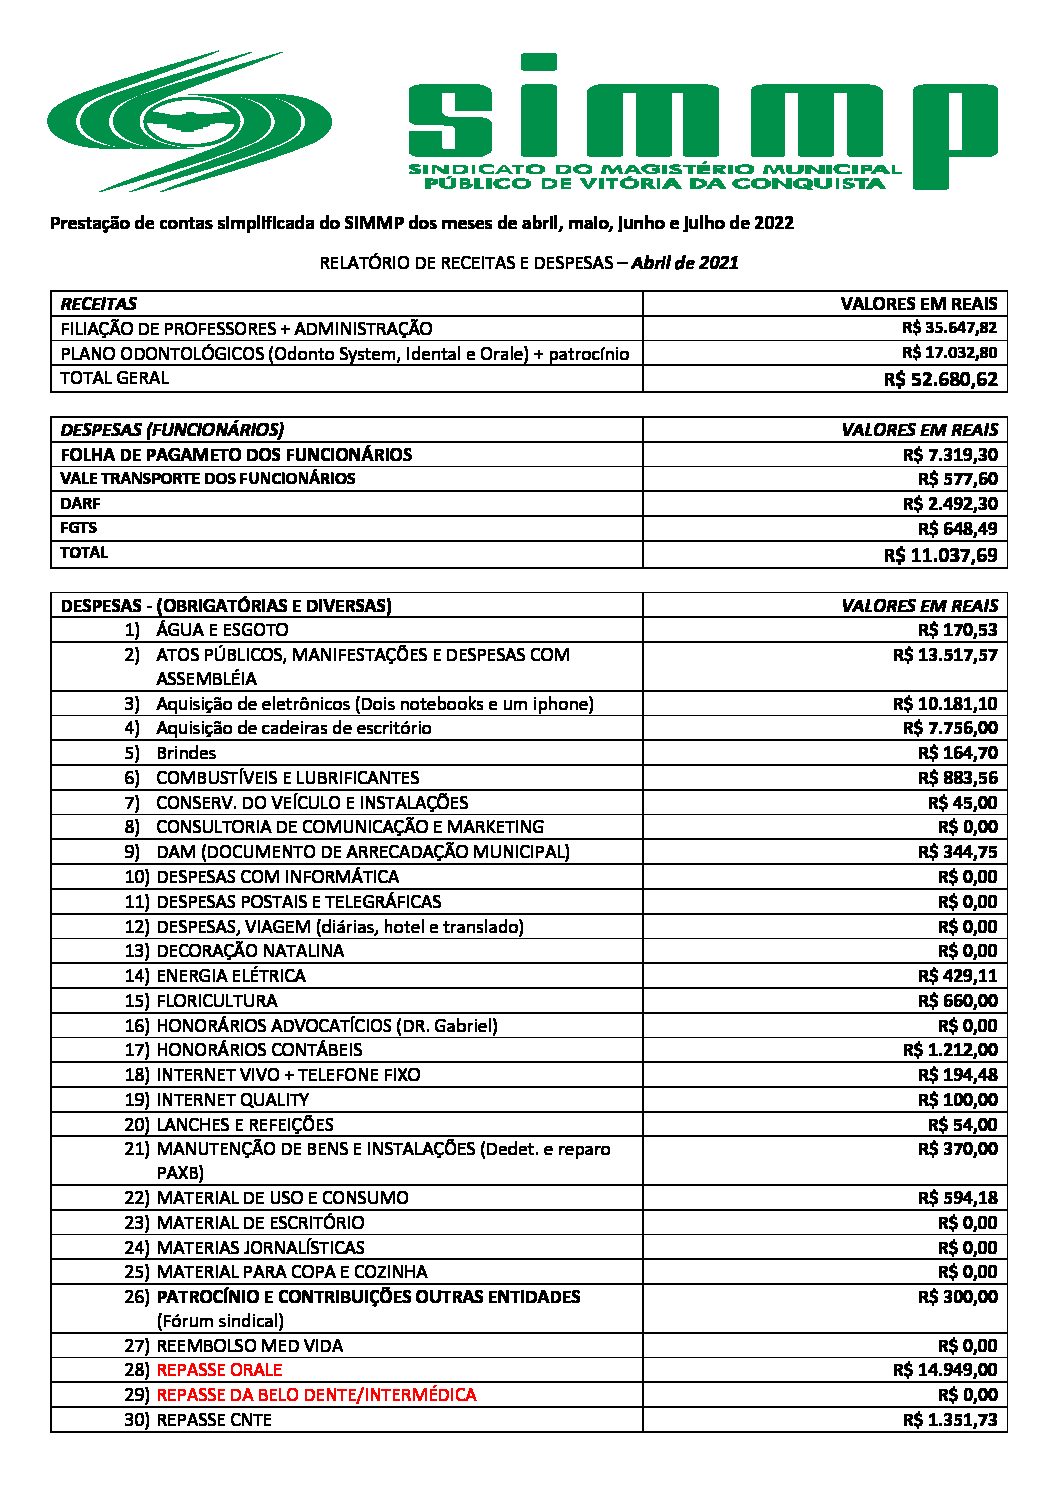 simmp
SINDICATO DO MAGISTÉRIO MUNICIPAL
PÚBLICO DE VITÓRIA DA CONQUISTA
Prestação de contas simplificada do SIMMP dos meses de abril, maio, junho e julho de 2022
RELATÓRIO DE RECEITAS E DESPESAS – Abril de 2021
RECEITAS VALORES EM REAIS
FILIAÇÃO DE PROFESSORES + ADMINISTRAÇÃO R$ 35.647,82
PLANO ODONTOLÓGICOS (Odonto System, Idental e Orale) + patrocínio R$ 17.032,80
TOTAL GERAL R$ 52.680,62
DESPESAS (FUNCIONÁRIOS) VALORES EM REAIS
FOLHA DE PAGAMETO DOS FUNCIONÁRIOS R$ 7.319,30
VALE TRANSPORTE DOS FUNCIONÁRIOS R$ 577,60
DARF R$ 2.492,30
FGTS R$ 648,49
TOTAL R$ 11.037,69
DESPESAS - (OBRIGATÓRIAS E DIVERSAS) VALORES EM REAIS
1) ÁGUA E ESGOTO R$ 170,53
2) ATOS PÚBLICOS, MANIFESTAÇÕES E DESPESAS COM R$ 13.517,57
ASSEMBLÉIA
3) Aquisição de eletrônicos (Dois notebooks e um iphone) R$ 10.181,10
4) Aquisição de cadeiras de escritório R$ 7.756,00
5) Brindes R$ 164,70
6) COMBUSTÍVEIS E LUBRIFICANTES R$ 883,56
7) CONSERV. DO VEÍCULO E INSTALAÇÕES R$ 45,00
8) CONSULTORIA DE COMUNICAÇÃO E MARKETING R$ 0,00
9) DAM (DOCUMENTO DE ARRECADAÇÃO MUNICIPAL) R$ 344,75
10) DESPESAS COM INFORMÁTICA R$ 0,00
11) DESPESAS POSTAIS E TELEGRÁFICAS R$ 0,00
12) DESPESAS, VIAGEM (diárias, hotel e translado) R$ 0,00
13) DECORAÇÃO NATALINA R$ 0,00
14) ENERGIA ELÉTRICA R$ 429,11
15) FLORICULTURA R$ 660,00
16) HONORÁRIOS ADVOCATÍCIOS (DR. Gabriel) R$ 0,00
17) HONORÁRIOS CONTÁBEIS R$ 1.212,00
18) INTERNET VIVO + TELEFONE FIXO R$ 194,48
19) INTERNET QUALITY R$ 100,00
20) LANCHES E REFEIÇÕES R$ 54,00
21) MANUTENÇÃO DE BENS E INSTALAÇÕES (Dedet. e reparo R$ 370,00
PAXB)
22) MATERIAL DE USO E CONSUMO R$ 594,18
23) MATERIAL DE ESCRITÓRIO R$ 0,00
24) MATERIAS JORNALÍSTICAS R$ 0,00
25) MATERIAL PARA COPA E COZINHA R$ 0,00
26) PATROCÍNIO E CONTRIBUIÇÕES OUTRAS ENTIDADES R$ 300,00
(Fórum sindical)
27) REEMBOLSO MED VIDA R$ 0,00
28) REPASSE ORALE R$ 14.949,00
29) REPASSE DA BELO DENTE/INTERMÉDICA R$ 0,00
30) REPASSE CNTE R$ 1.351,73